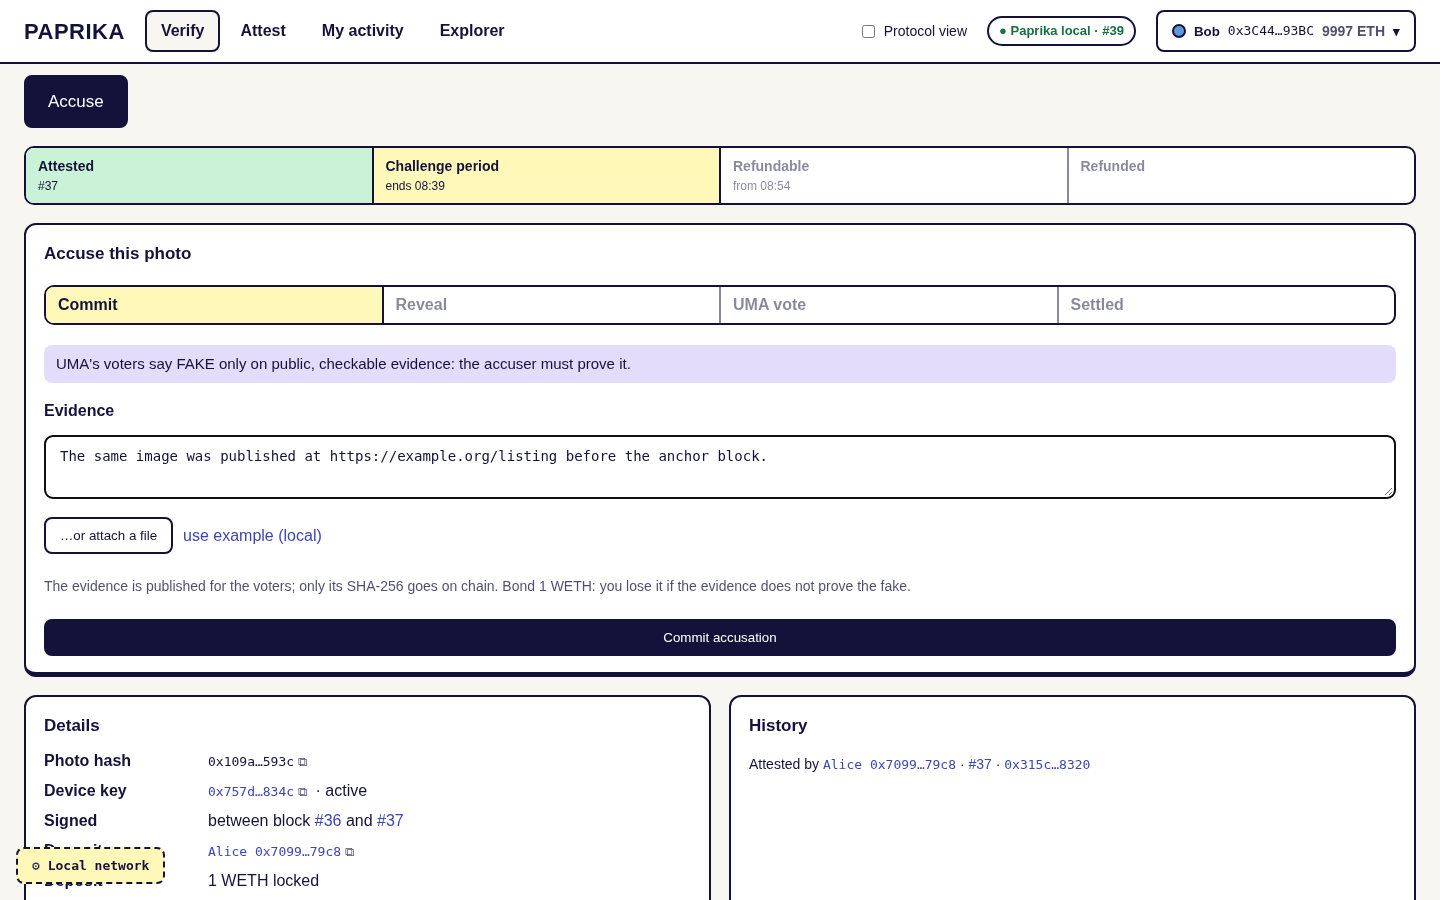 PAPRIKA Verify Attest My activity Explorer Protocol view ● Paprika local · #39 Bob 0x3C44…93BC 9997 ETH ▾
Accuse
Attested Challenge period Refundable Refunded
#37 ends 08:39 from 08:54
Accuse this photo
Commit Reveal UMA vote Settled
UMA's voters say FAKE only on public, checkable evidence: the accuser must prove it.
Evidence
The same image was published at https://example.org/listing before the anchor block.
…or attach a file use example (local)
The evidence is published for the voters; only its SHA-256 goes on chain. Bond 1 WETH: you lose it if the evidence does not prove the fake.
Commit accusation
Details
Photo hash 0x109a…593c ⧉
Device key 0x757d…834c ⧉ · active
Signed between block #36 and #37
Alice 0x7099…79c8 ⧉
1 WETH locked
⚙ Local network
History
Attested by Alice 0x7099…79c8 · #37 · 0x315c…8320